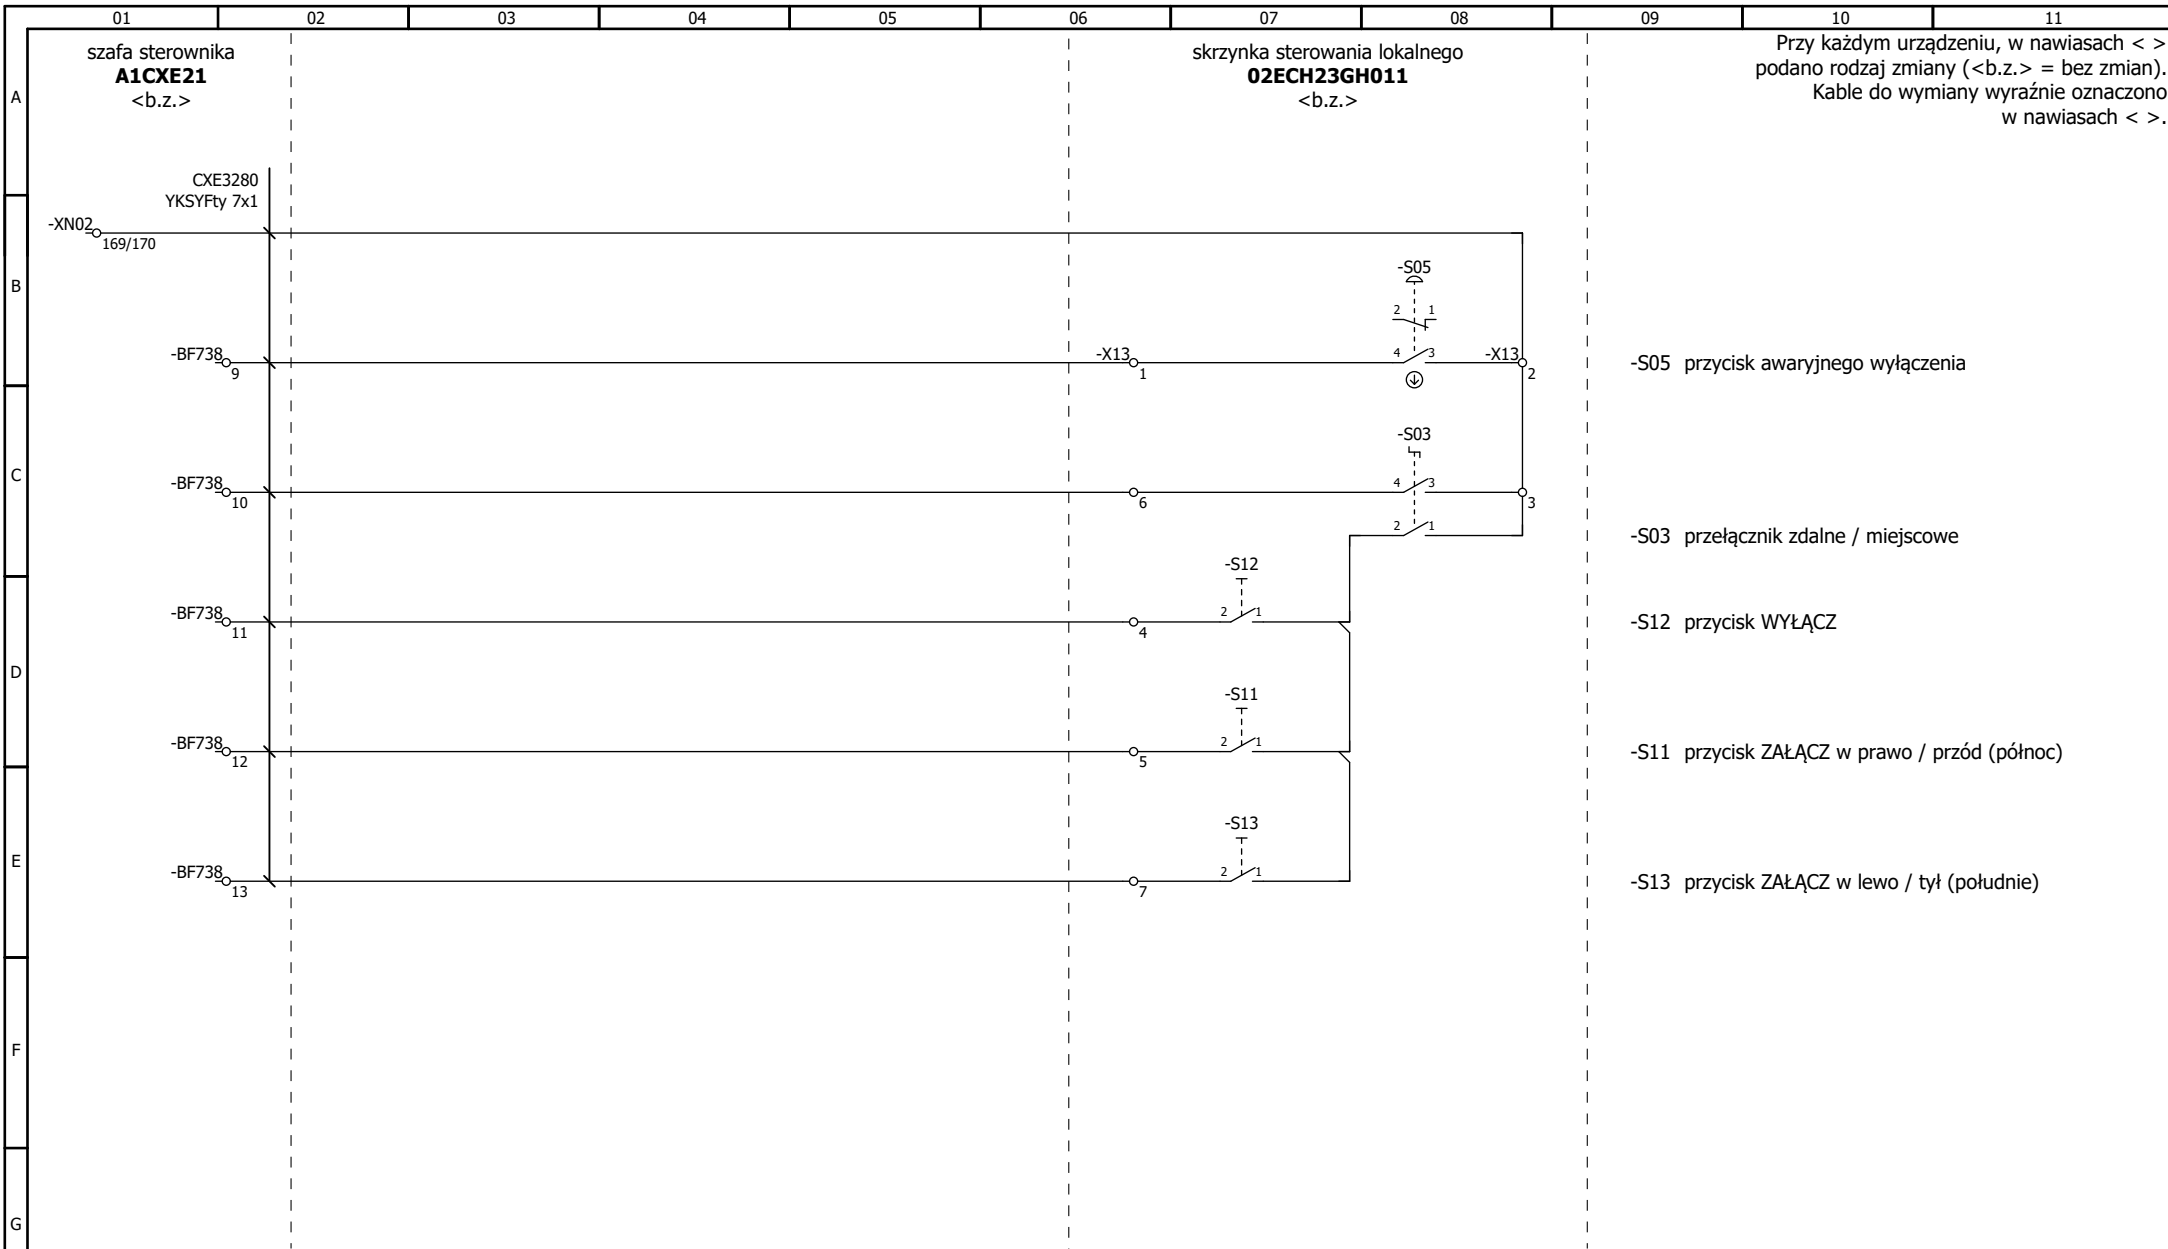 01 02 03 04 05 06 07 08 09 10 11
szafa sterownika
A1CXE21
<b.z.>
skrzynka sterowania lokalnego
02ECH23GH011
<b.z.>
Przy każdym urządzeniu, w nawiasach < >
podano rodzaj zmiany (<b.z.> = bez zmian).
Kable do wymiany wyraźnie oznaczono
w nawiasach < >.
A
CXE3280
YKSYFty 7x1
-XN02
169/170
B
-S05
2 1
-BF738 -X13 4 3 -X13
9 1 2
-S05 przycisk awaryjnego wyłączenia
-S03
C
-BF738 4 3
10 6 3
2 1
-S03 przełącznik zdalne / miejscowe
-S12
-BF738 2 1
11 4
-S12 przycisk WYŁĄCZ
D
-S11
-BF738 2 1
12 5
-S11 przycisk ZAŁĄCZ w prawo / przód (północ)
-S13
E
-BF738 2 1
13 7
-S13 przycisk ZAŁĄCZ w lewo / tył (południe)
F
G